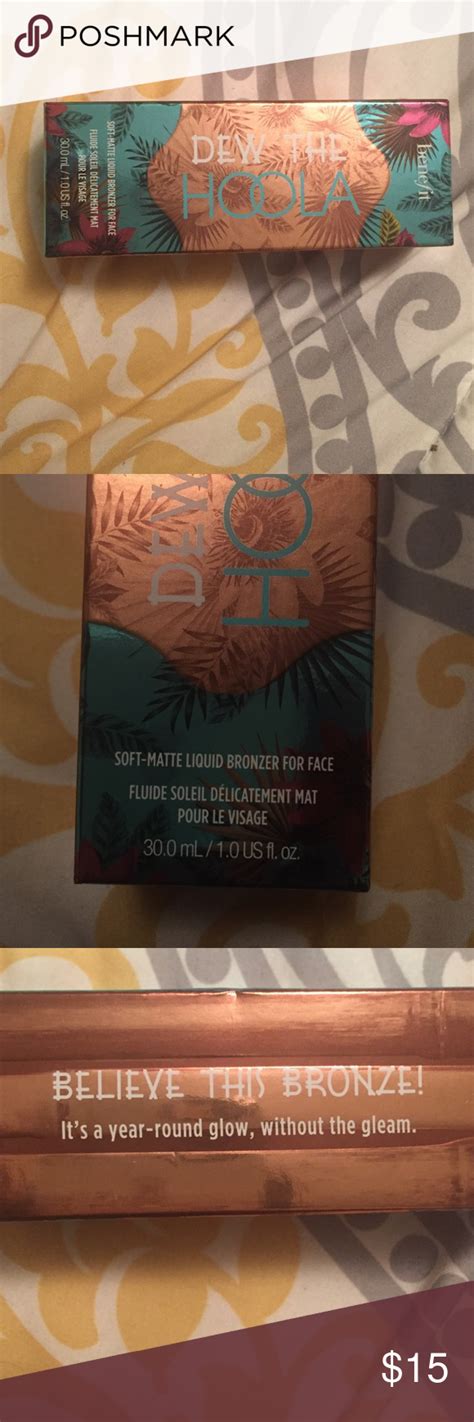 POSHMARK
benefit
DEW THE
HOOLA
SOFT-MATTE LIQUID BRONZER FOR FACE
FLUIDE SOLEIL DÉLICATEMENT MAT
POUR LE VISAGE
30.0 mL / 1.0 US fl. oz.
DEW
HOO
SOFT-MATTE LIQUID BRONZER FOR FACE
FLUIDE SOLEIL DÉLICATEMENT MAT
POUR LE VISAGE
30.0 mL / 1.0 US fl. oz.
BELIEVE THIS BRONZE!
It's a year-round glow, without the gleam.
$15